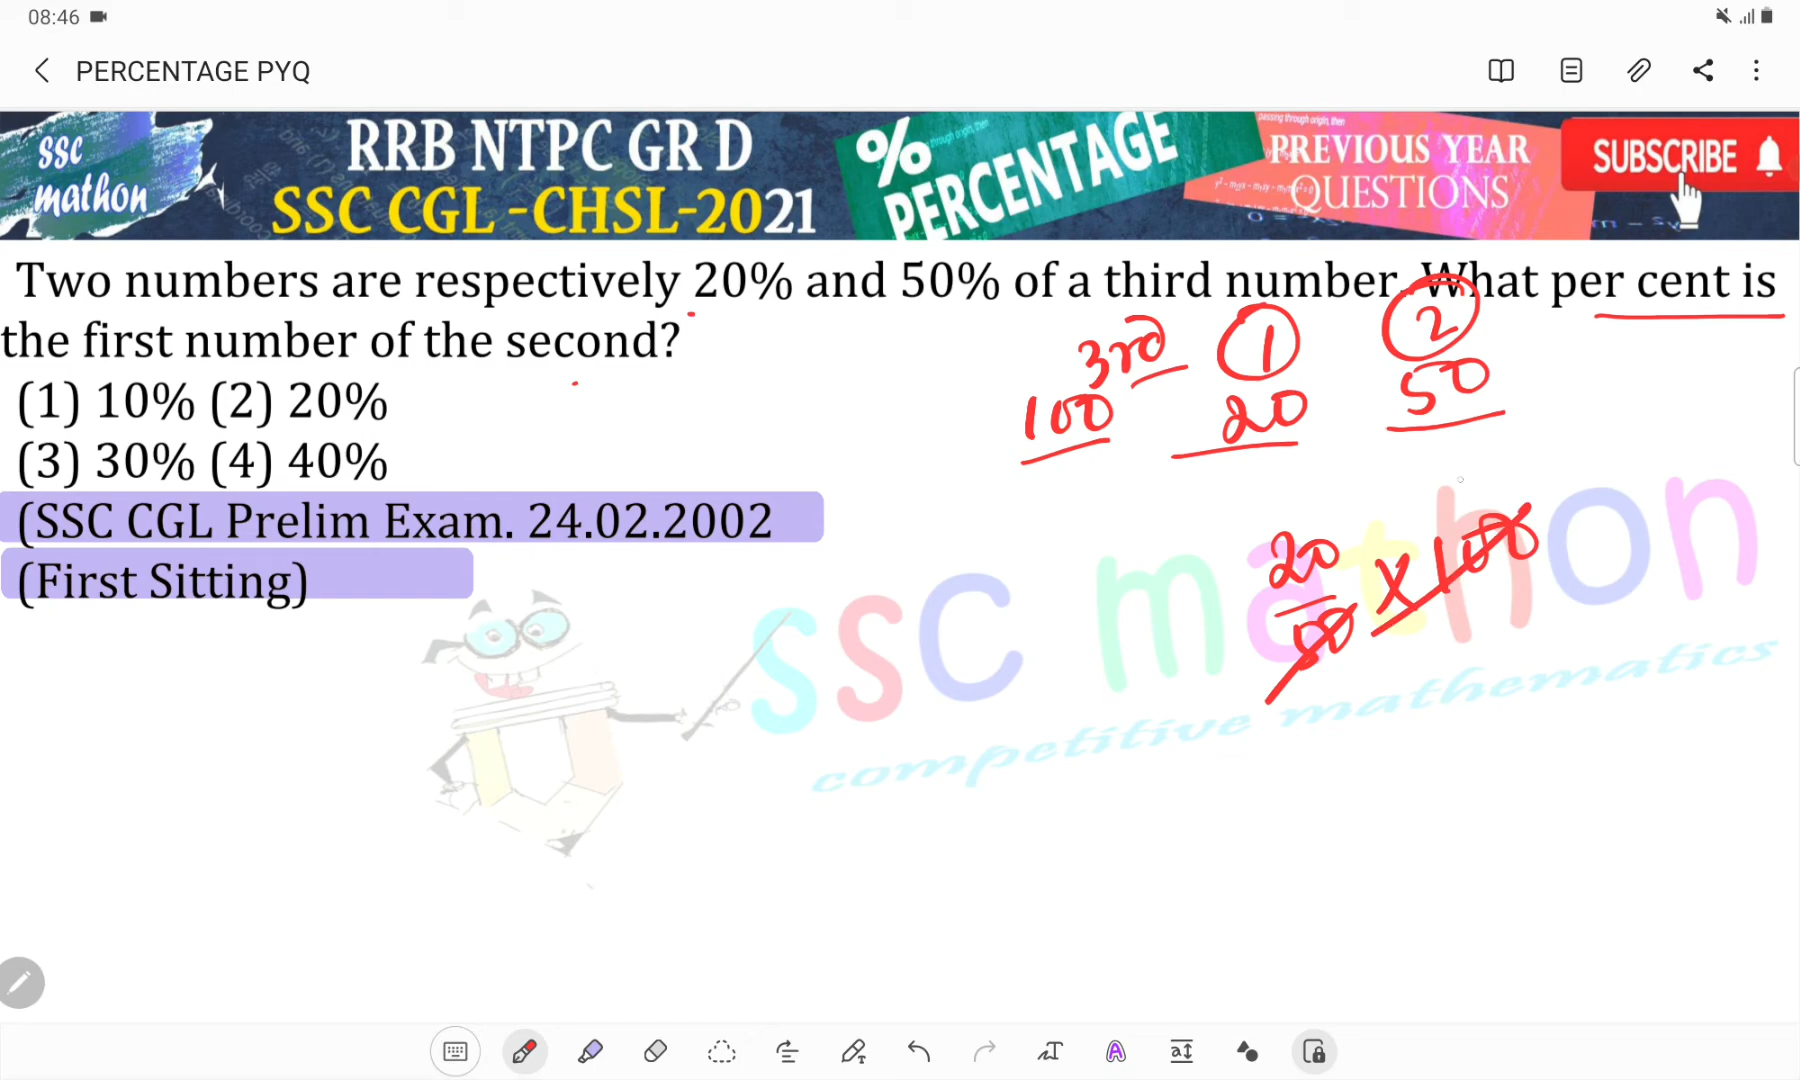 08:46
PERCENTAGE PYQ
SSC
mathon
RRB NTPC GR D
SSC CGL -CHSL-2021
% PERCENTAGE
PREVIOUS YEAR
QUESTIONS
SUBSCRIBE
Two numbers are respectively 20% and 50% of a third number. What per cent is
the first number of the second?
3rd 1 2
100 20 50
(1) 10% (2) 20%
(3) 30% (4) 40%
(SSC CGL Prelim Exam. 24.02.2002
(First Sitting)
20
50 × 100
ssc mathon
competitive mathematics